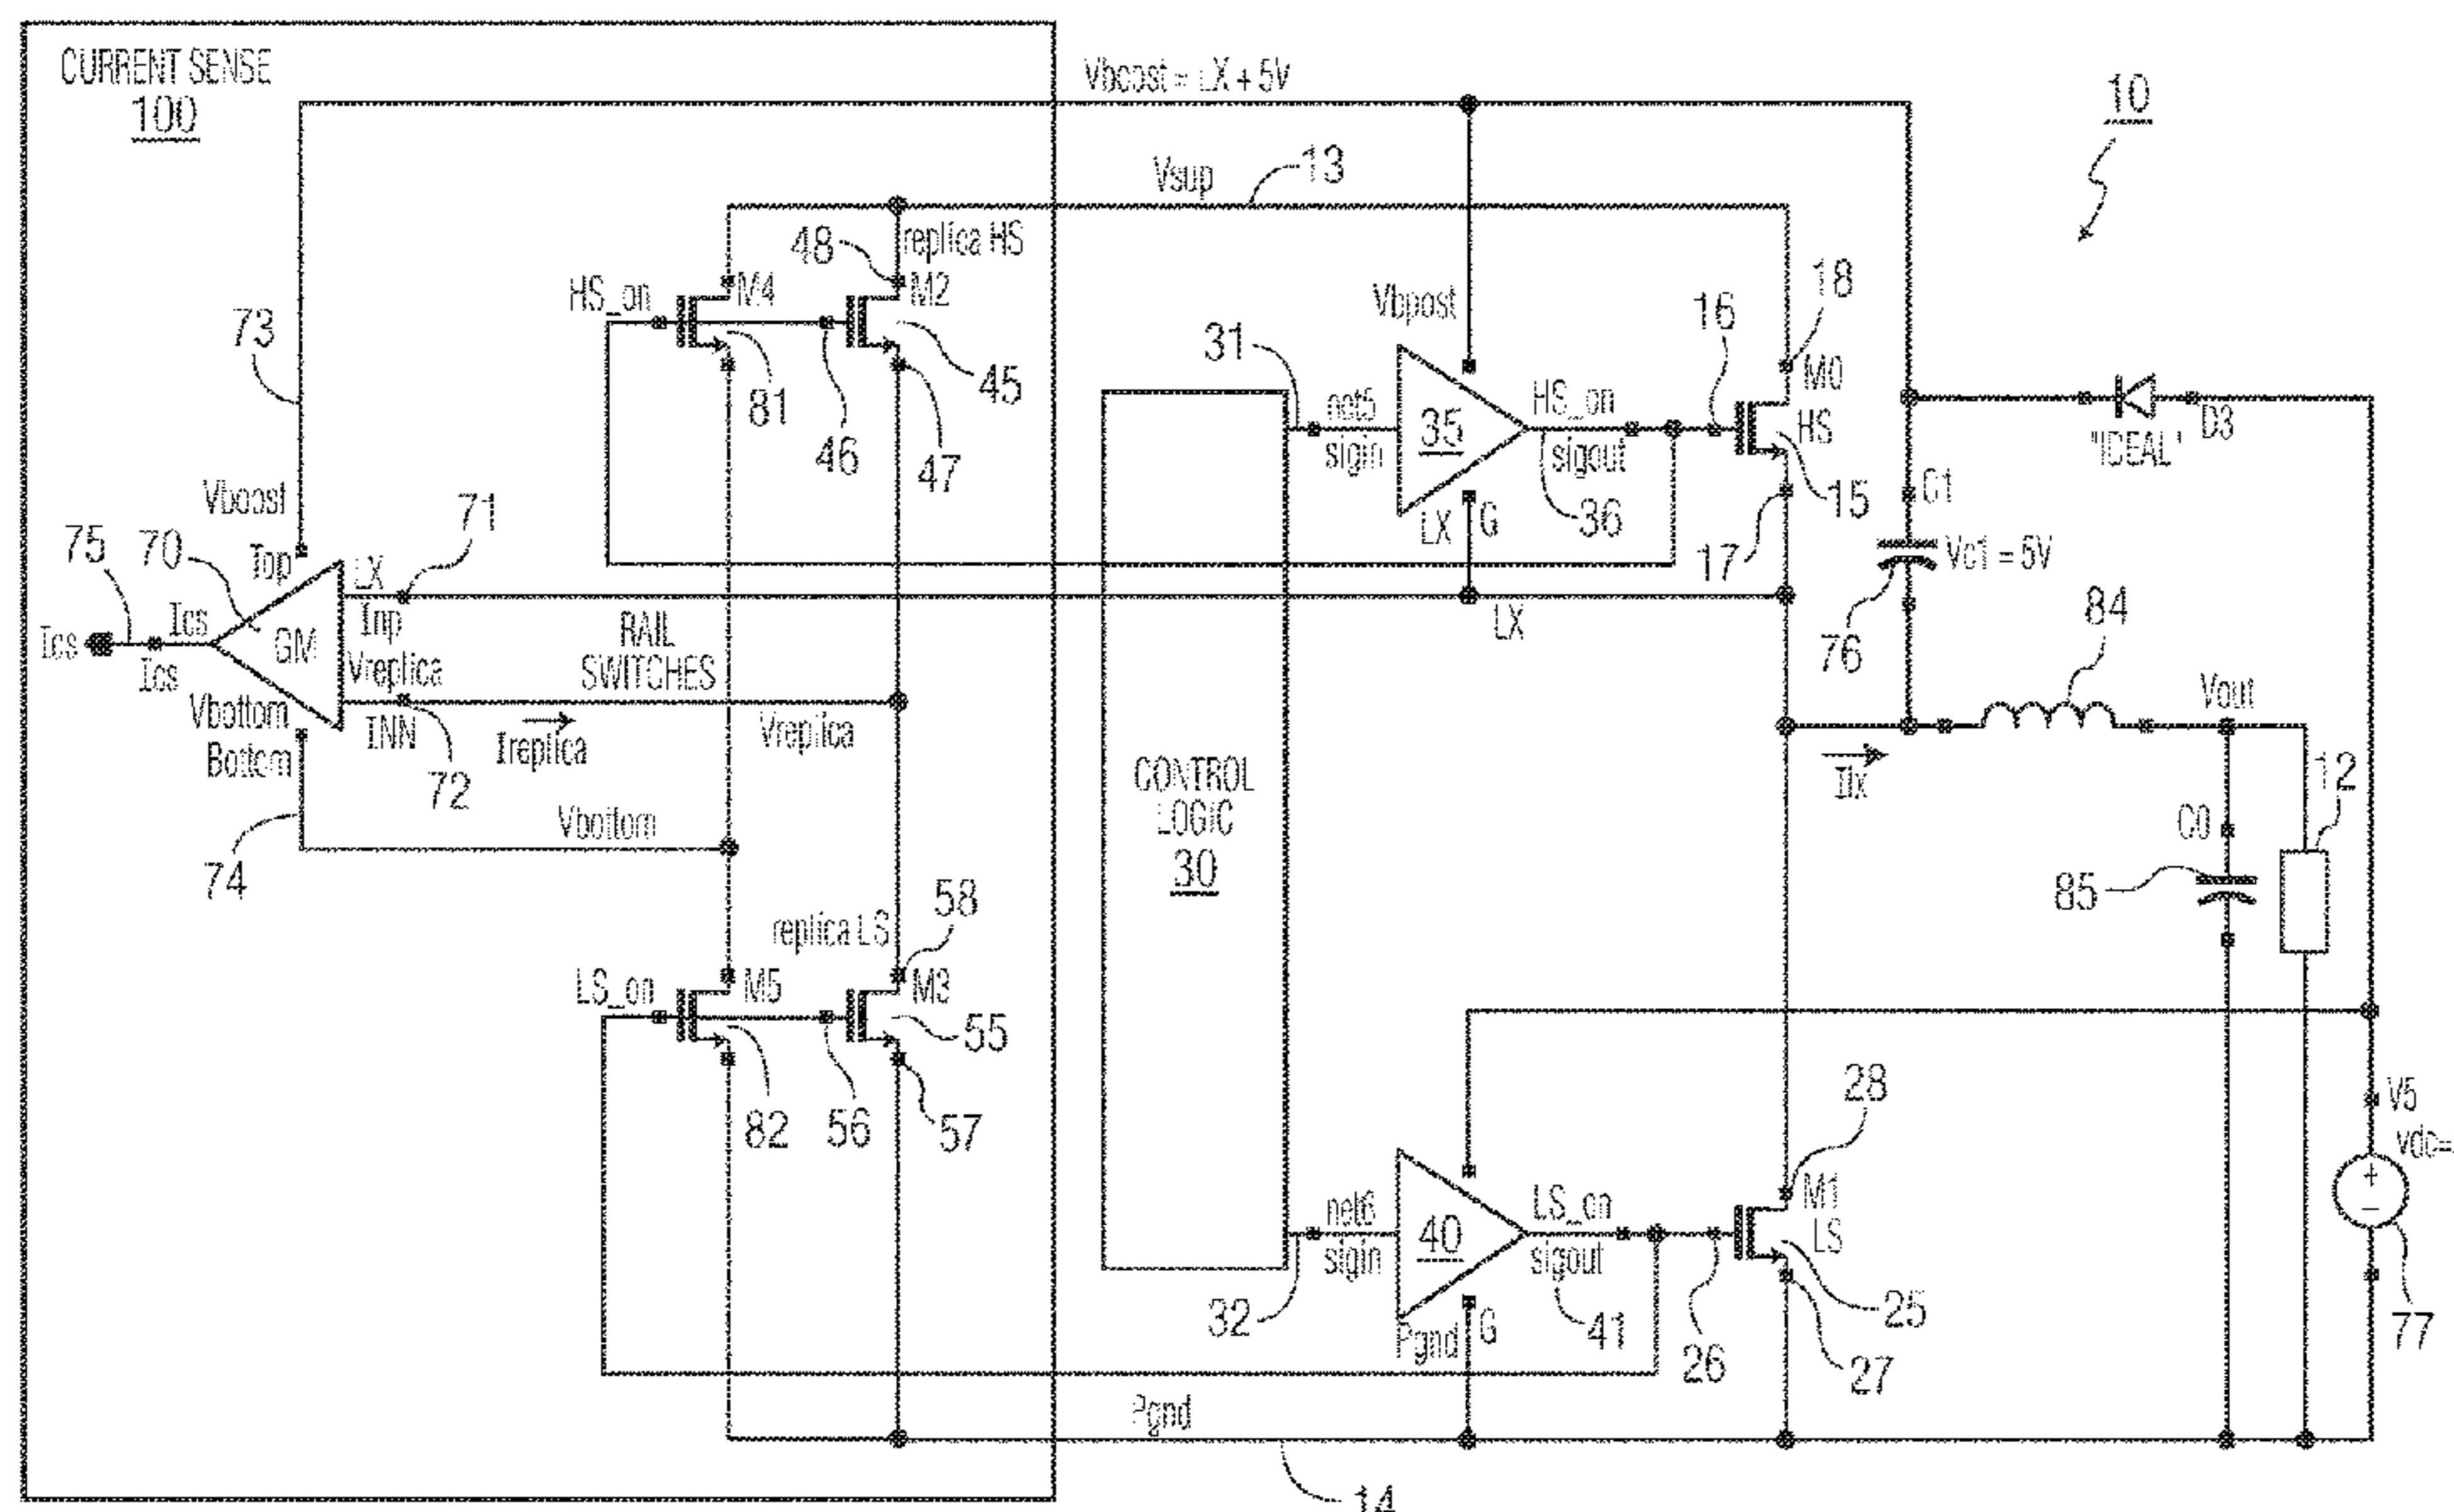 CURRENT SENSE
100
Vboost = LX + 5V
10
Vsup
13
48
replica HS
HS_on
M4
M2
73
81
46
45
47
Vboost
31
net5
sigin
35
HS_on
sigout
16
18
M0
HS
36
LX
G
17
15
"IDEAL"
D3
C1
Vc1 = 5V
76
75
70
Vboost
Top
71
LX
Inp
Ics
Ics
Ics
GM
Vreplica
RAIL
SWITCHES
LX
84
Vout
Vbottom
Bottom
INN
72
Ireplica
Vreplica
Ilx
12
CONTROL
LOGIC
30
C0
85
74
Vbottom
replica LS
58
LS_on
M5
M3
55
82
56
57
28
M1
LS
V5
vdc=
net6
sigin
40
LS_on
sigout
32
Pgnd
G
41
26
25
27
77
Pgnd
14